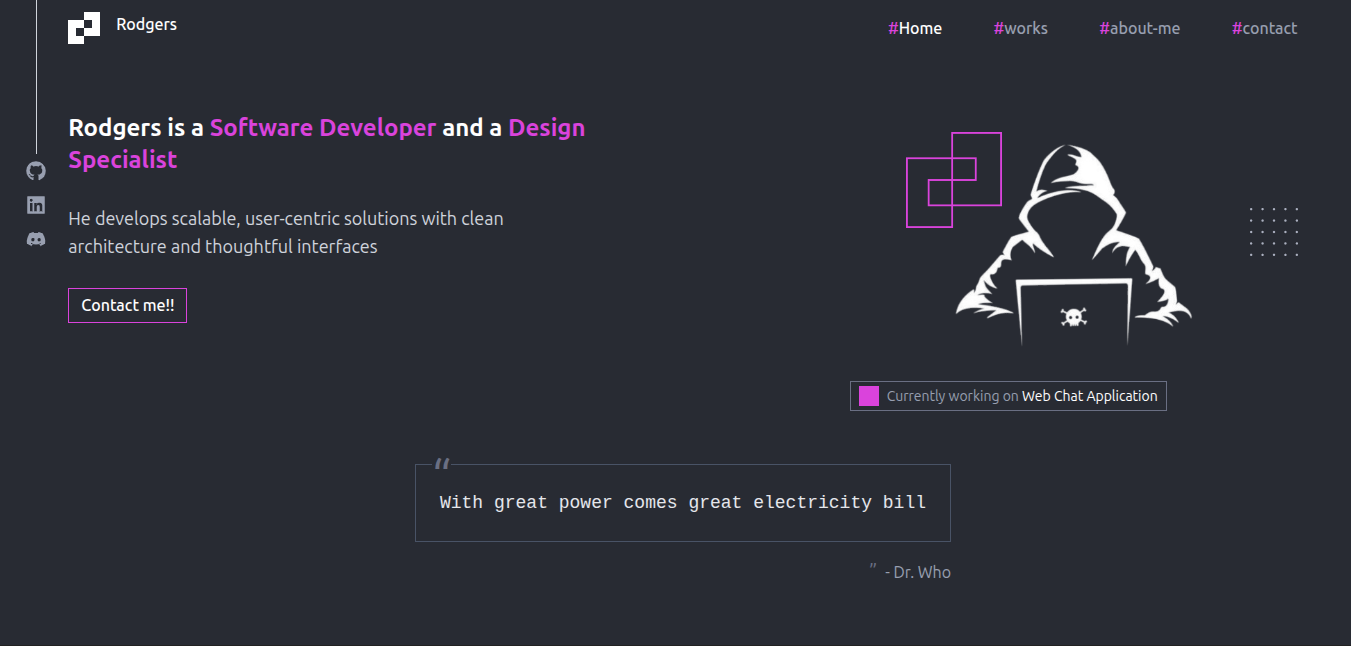 Rodgers
#Home #works #about-me #contact
Rodgers is a Software Developer and a Design
Specialist
He develops scalable, user-centric solutions with clean
architecture and thoughtful interfaces
Contact me!!
Currently working on Web Chat Application
“
With great power comes great electricity bill
" - Dr. Who